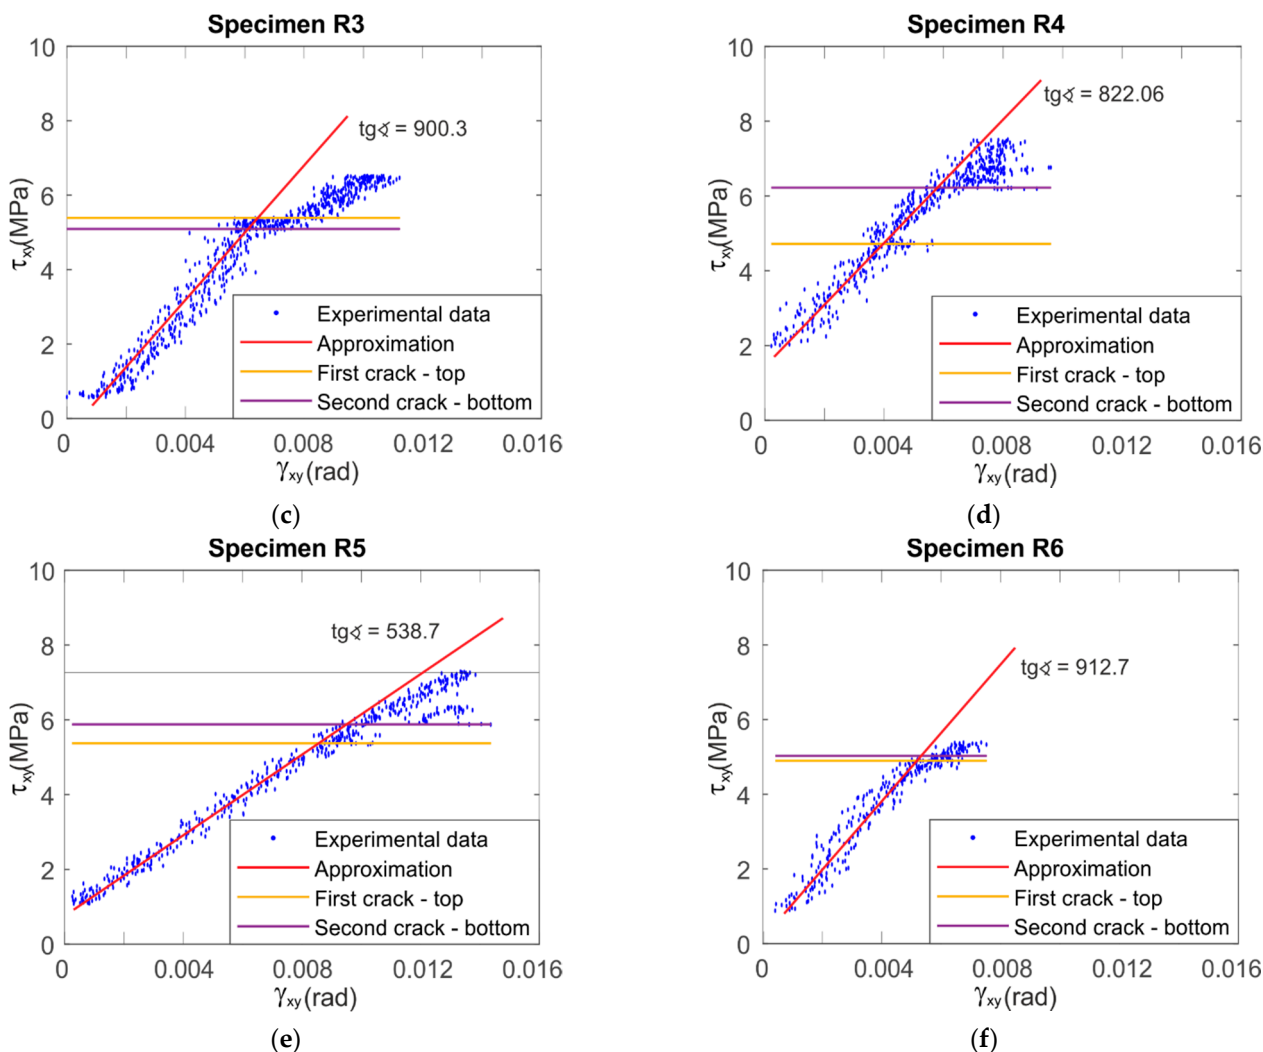 Specimen R3
10
8
6
4
2
0
τxy(MPa)
tg∢ = 900.3
Experimental data
Approximation
First crack - top
Second crack - bottom
0 0.004 0.008 0.012 0.016
γxy(rad)
(c)
Specimen R4
10
8
6
4
2
0
τxy(MPa)
tg∢ = 822.06
Experimental data
Approximation
First crack - top
Second crack - bottom
0 0.004 0.008 0.012 0.016
γxy(rad)
(d)
Specimen R5
10
8
6
4
2
0
τxy(MPa)
tg∢ = 538.7
Experimental data
Approximation
First crack - top
Second crack - bottom
0 0.004 0.008 0.012 0.016
γxy(rad)
(e)
Specimen R6
10
8
6
4
2
0
τxy(MPa)
tg∢ = 912.7
Experimental data
Approximation
First crack - top
Second crack - bottom
0 0.004 0.008 0.012 0.016
γxy(rad)
(f)